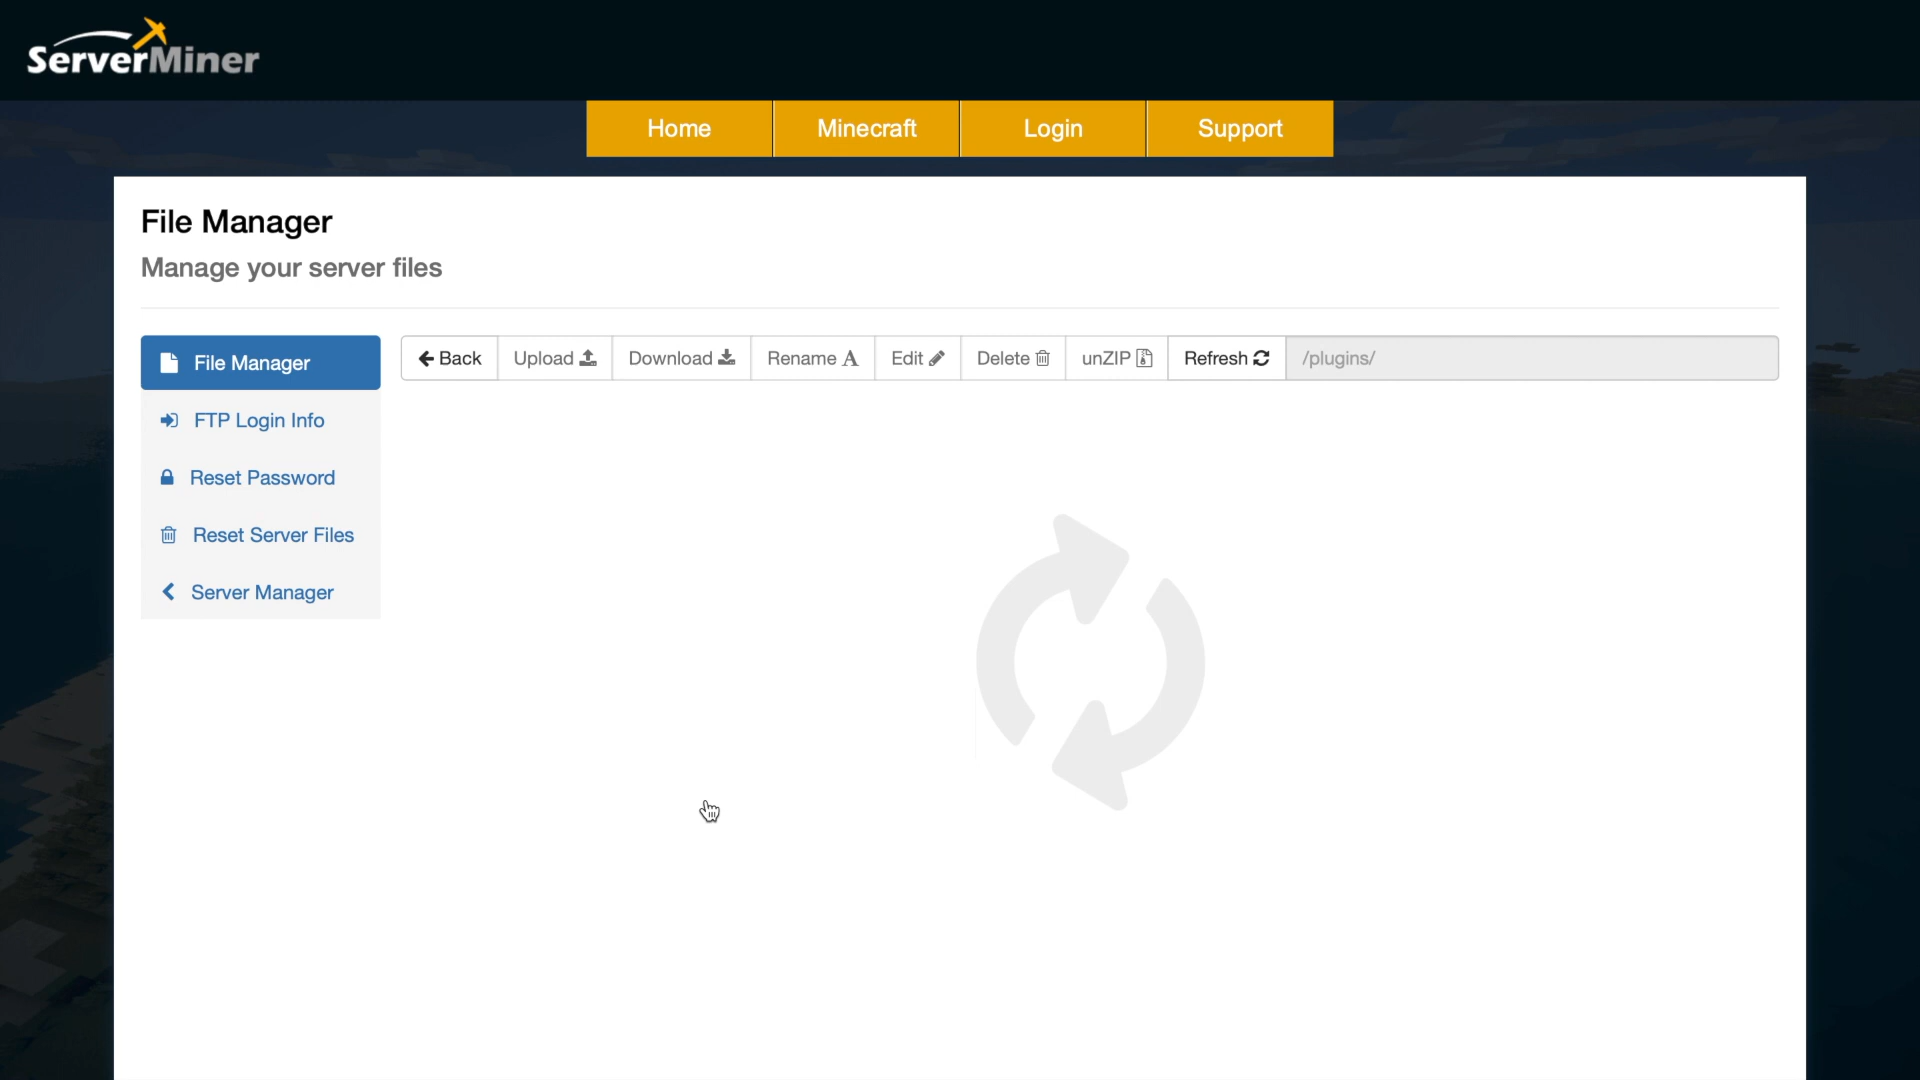 ServerMiner
Home
Minecraft
Login
Support
File Manager
Manage your server files
File Manager
FTP Login Info
Reset Password
Reset Server Files
Server Manager
Back
Upload
Download
Rename
Edit
Delete
unZIP
Refresh
/plugins/